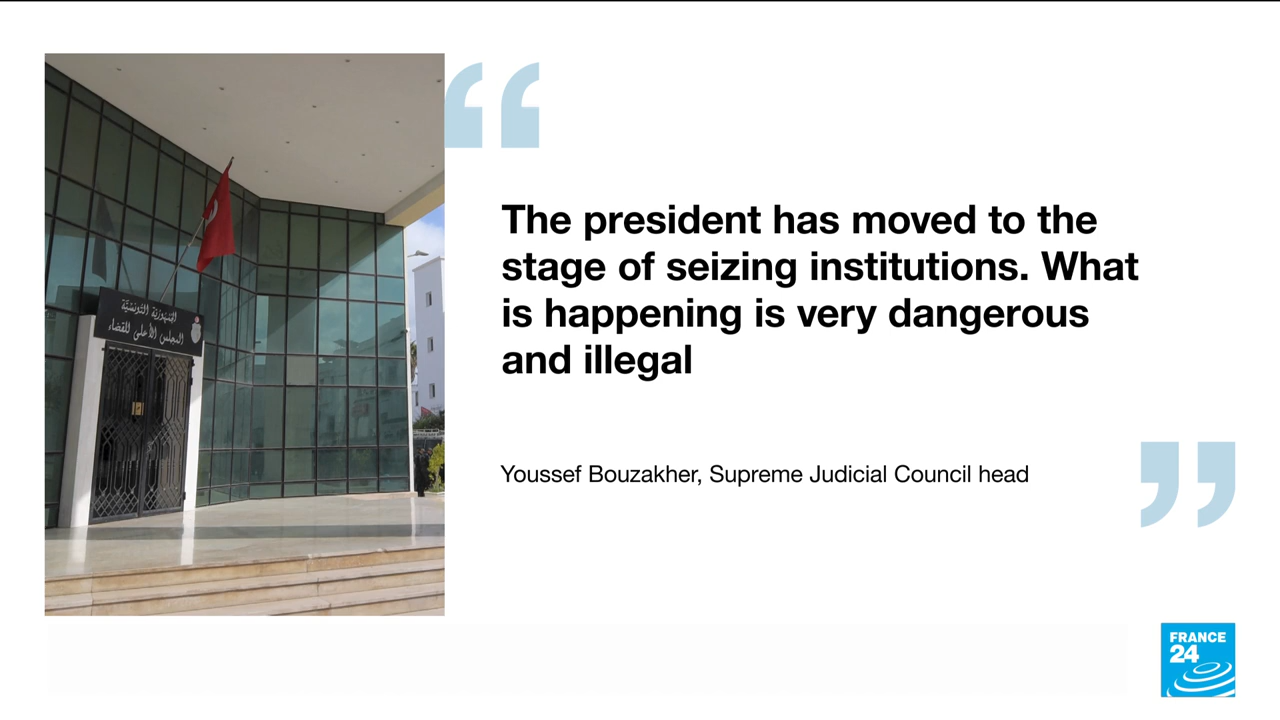 الجمهورية التونسية
المجلس الأعلى للقضاء
The president has moved to the
stage of seizing institutions. What
is happening is very dangerous
and illegal
Youssef Bouzakher, Supreme Judicial Council head
FRANCE
24